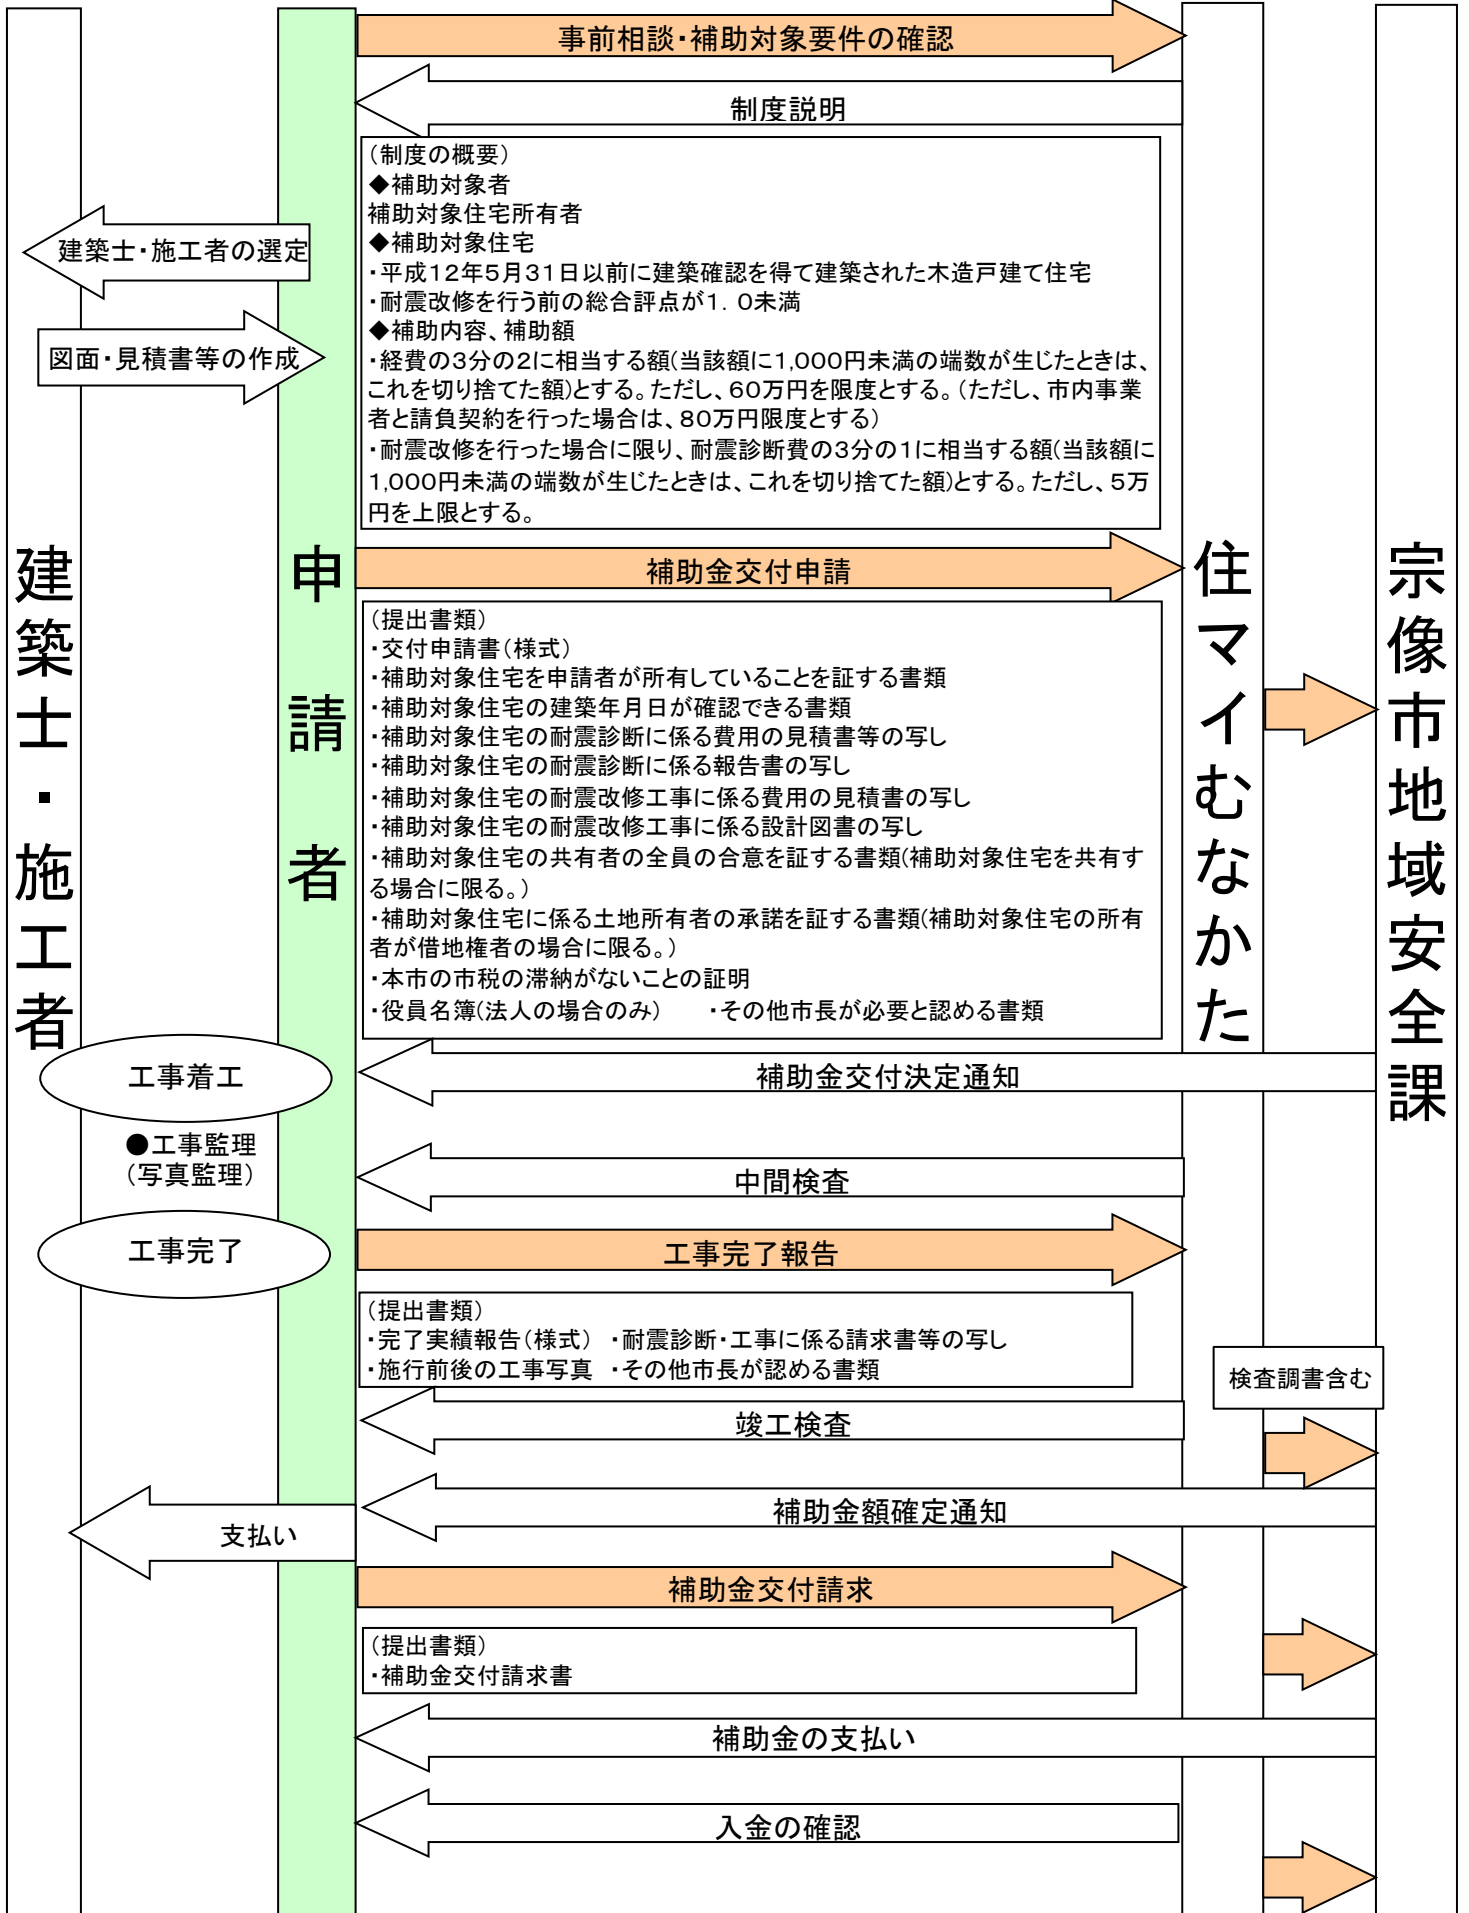 事前相談・補助対象要件の確認
制度説明
（制度の概要）
◆補助対象者
補助対象住宅所有者
◆補助対象住宅
・平成12年5月31日以前に建築確認を得て建築された木造戸建て住宅
・耐震改修を行う前の総合評点が1．0未満
◆補助内容、補助額
・経費の3分の2に相当する額(当該額に1,000円未満の端数が生じたときは、
これを切り捨てた額)とする。ただし、60万円を限度とする。（ただし、市内事業
者と請負契約を行った場合は、80万円限度とする）
・耐震改修を行った場合に限り、耐震診断費の3分の1に相当する額(当該額に
1,000円未満の端数が生じたときは、これを切り捨てた額)とする。ただし、5万
円を上限とする。
建築士・施工者の選定
図面・見積書等の作成
建築士・施工者
申請者
住マイむなかた
宗像市地域安全課
補助金交付申請
（提出書類）
・交付申請書（様式）
・補助対象住宅を申請者が所有していることを証する書類
・補助対象住宅の建築年月日が確認できる書類
・補助対象住宅の耐震診断に係る費用の見積書等の写し
・補助対象住宅の耐震診断に係る報告書の写し
・補助対象住宅の耐震改修工事に係る費用の見積書の写し
・補助対象住宅の耐震改修工事に係る設計図書の写し
・補助対象住宅の共有者の全員の合意を証する書類(補助対象住宅を共有す
る場合に限る。）
・補助対象住宅に係る土地所有者の承諾を証する書類(補助対象住宅の所有
者が借地権者の場合に限る。）
・本市の市税の滞納がないことの証明
・役員名簿(法人の場合のみ）　・その他市長が必要と認める書類
工事着工
補助金交付決定通知
●工事監理
（写真監理）
中間検査
工事完了
工事完了報告
（提出書類）
・完了実績報告（様式）　・耐震診断・工事に係る請求書等の写し
・施行前後の工事写真　・その他市長が認める書類
検査調書含む
竣工検査
補助金額確定通知
支払い
補助金交付請求
（提出書類）
・補助金交付請求書
補助金の支払い
入金の確認